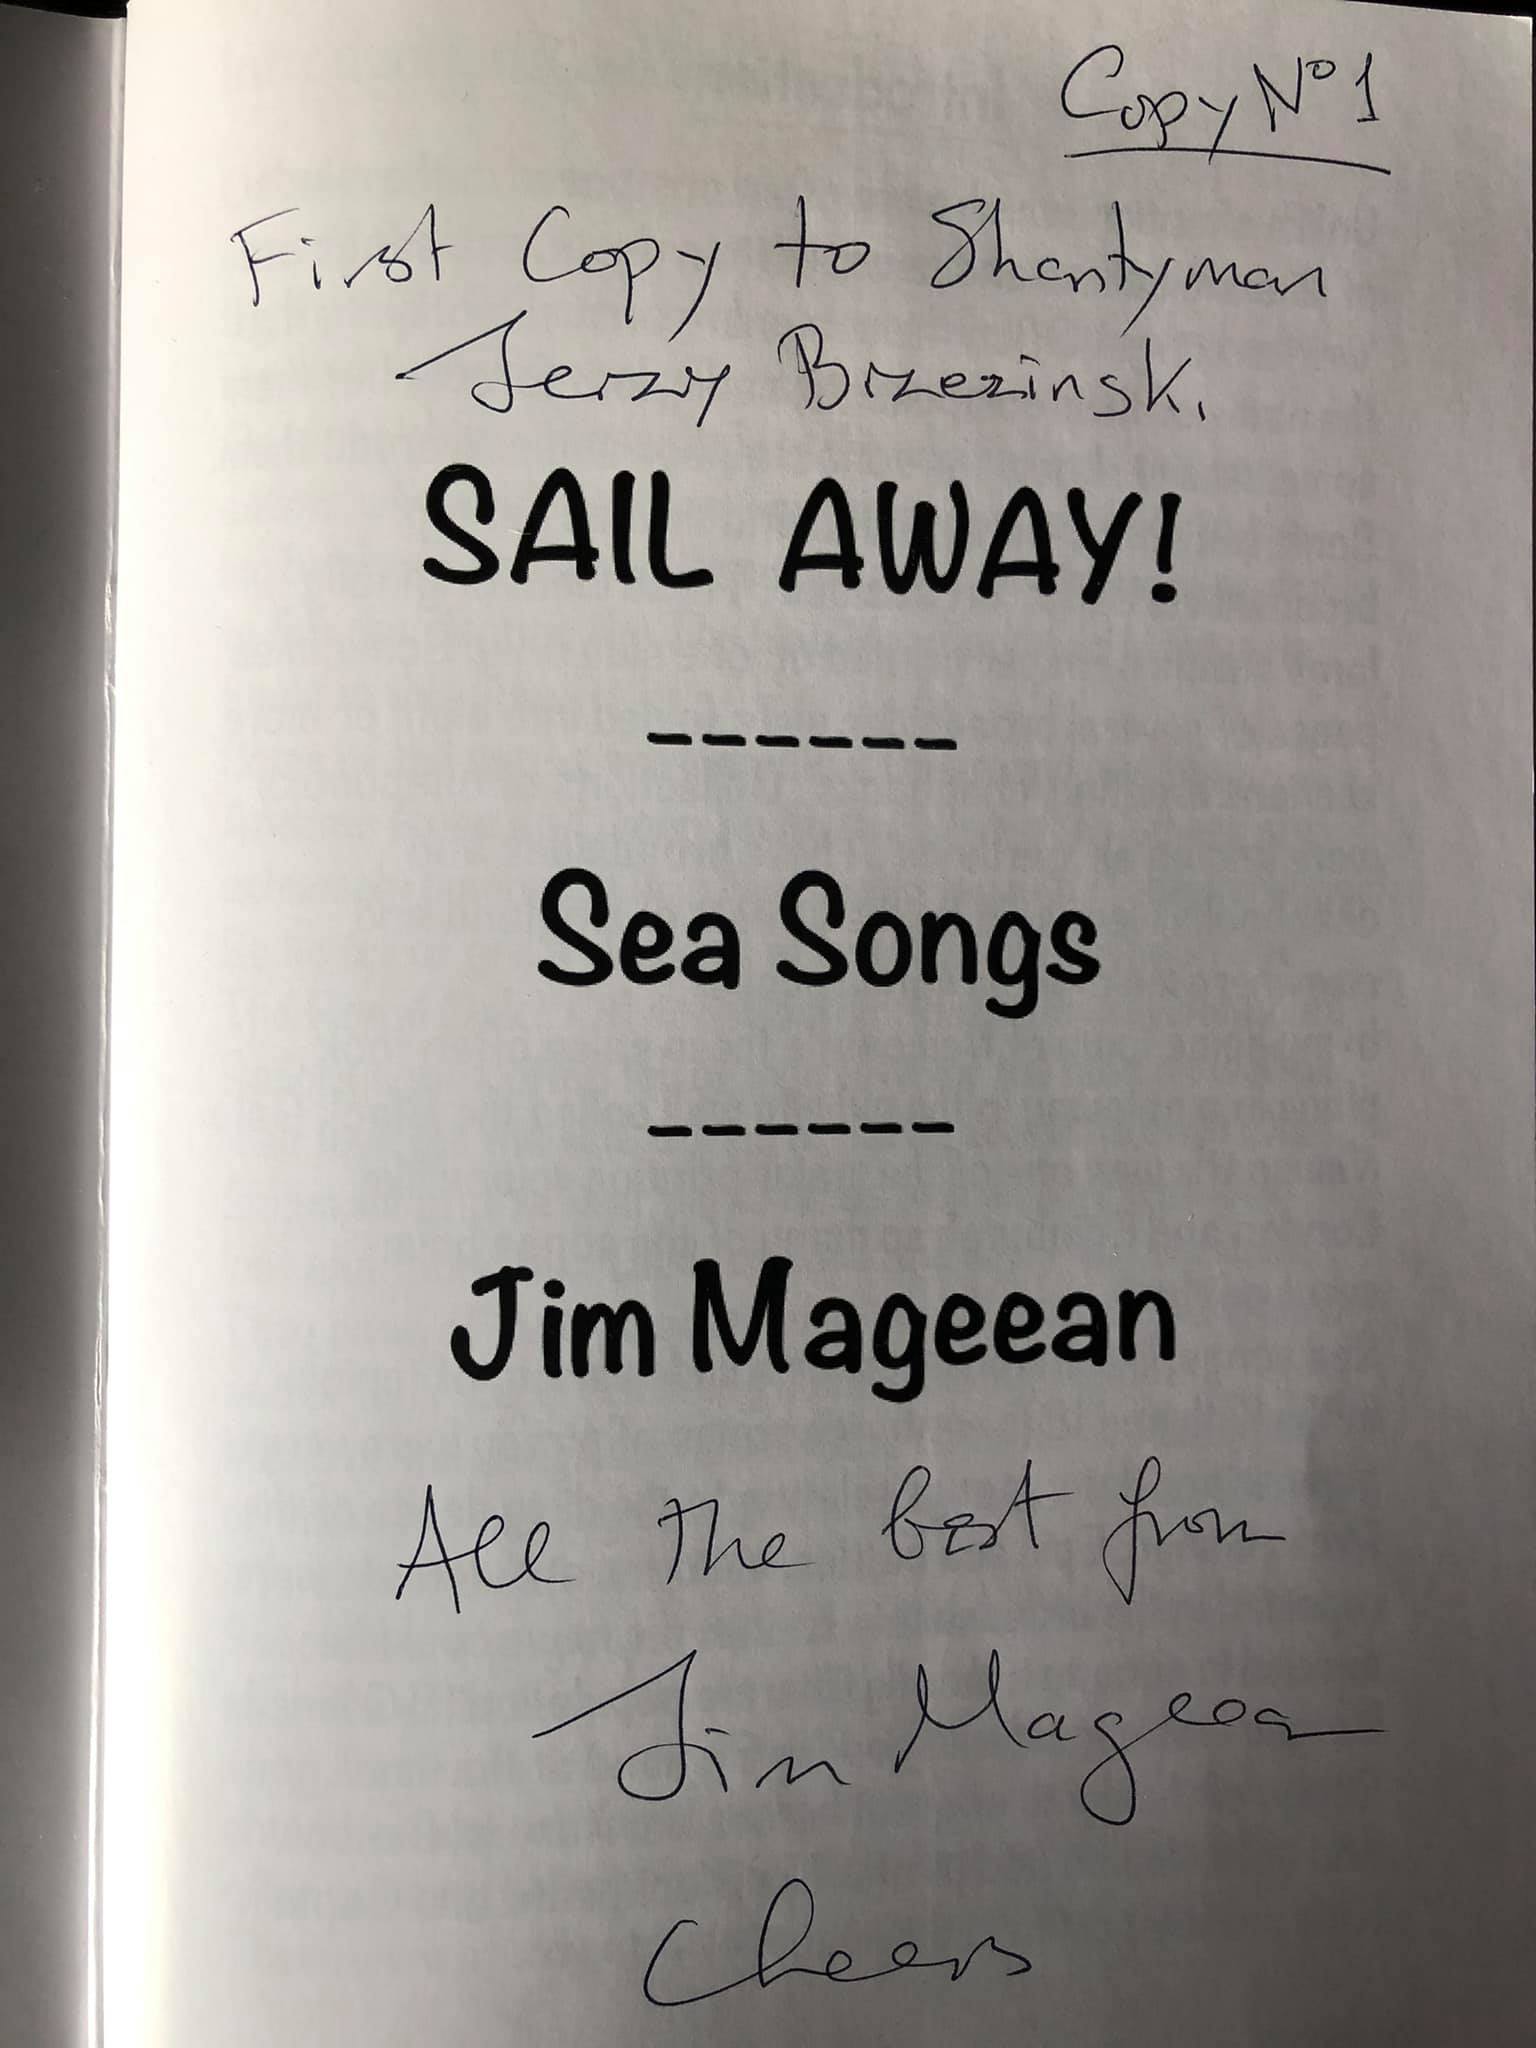 Copy Nº 1
First Copy to Shantyman
Jerzy Brzezinski
SAIL AWAY!
------
Sea Songs
------
Jim Mageean
All the best from
Jim Mageean
Cheers